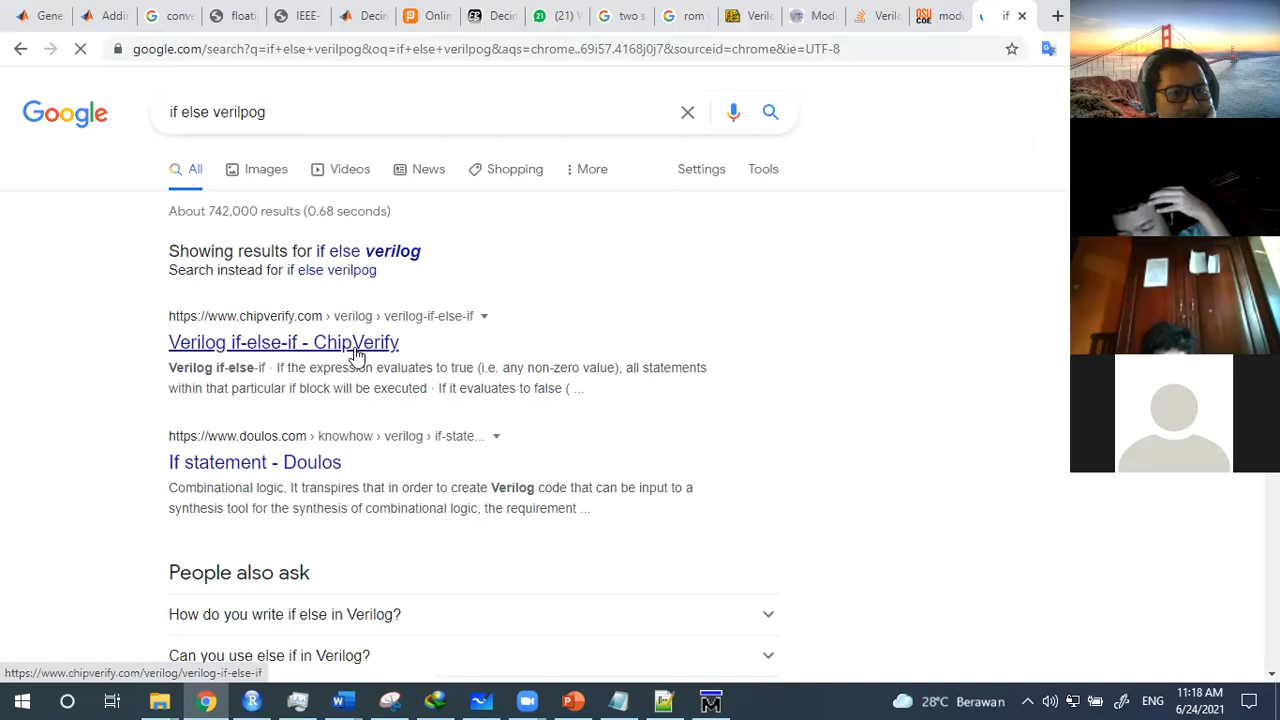 Gene
Addin
conve
floati
IEEE-
Decin
Onlin
Decin
(21) V
two s
rom
Verilo
Modu
Verilo
modu
if
google.com/search?q=if+else+verilpog&oq=if+else+verilpog&aqs=chrome..69i57.4168j0j7&sourceid=chrome&ie=UTF-8
Google
if else verilpog
All
Images
Videos
News
Shopping
More
Settings
Tools
About 742,000 results (0.68 seconds)
Showing results for if else verilog
Search instead for if else verilpog
https://www.chipverify.com › verilog › verilog-if-else-if
Verilog if-else-if - ChipVerify
Verilog if-else-if · If the expression evaluates to true (i.e. any non-zero value), all statements
within that particular if block will be executed · If it evaluates to false ( ...
https://www.doulos.com › knowhow › verilog › if-state...
If statement - Doulos
Combinational logic. It transpires that in order to create Verilog code that can be input to a
synthesis tool for the synthesis of combinational logic, the requirement ...
People also ask
How do you write if else in Verilog?
Can you use else if in Verilog?
https://www.chipverify.com/verilog/verilog-if-else-if
28°C Berawan
ENG
11:18 AM
6/24/2021